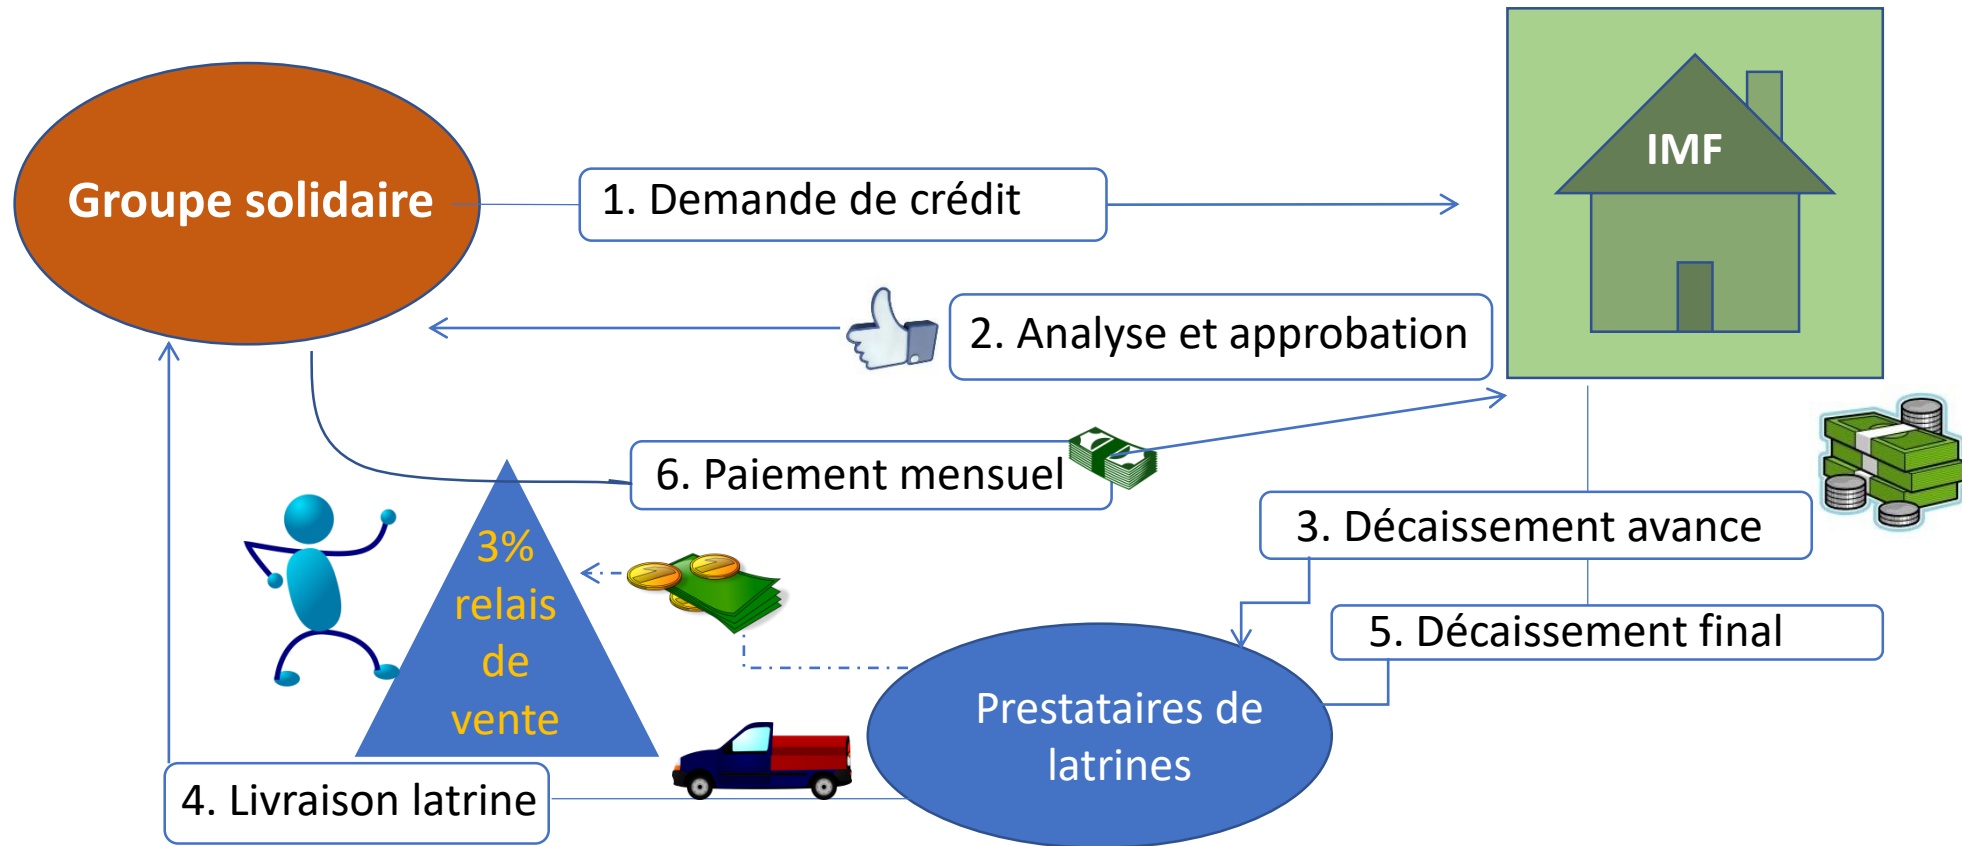 Groupe solidaire
1. Demande de crédit
IMF
2. Analyse et approbation
6. Paiement mensuel
3. Décaissement avance
3%
relais
de
vente
5. Décaissement final
Prestataires de
latrines
4. Livraison latrine